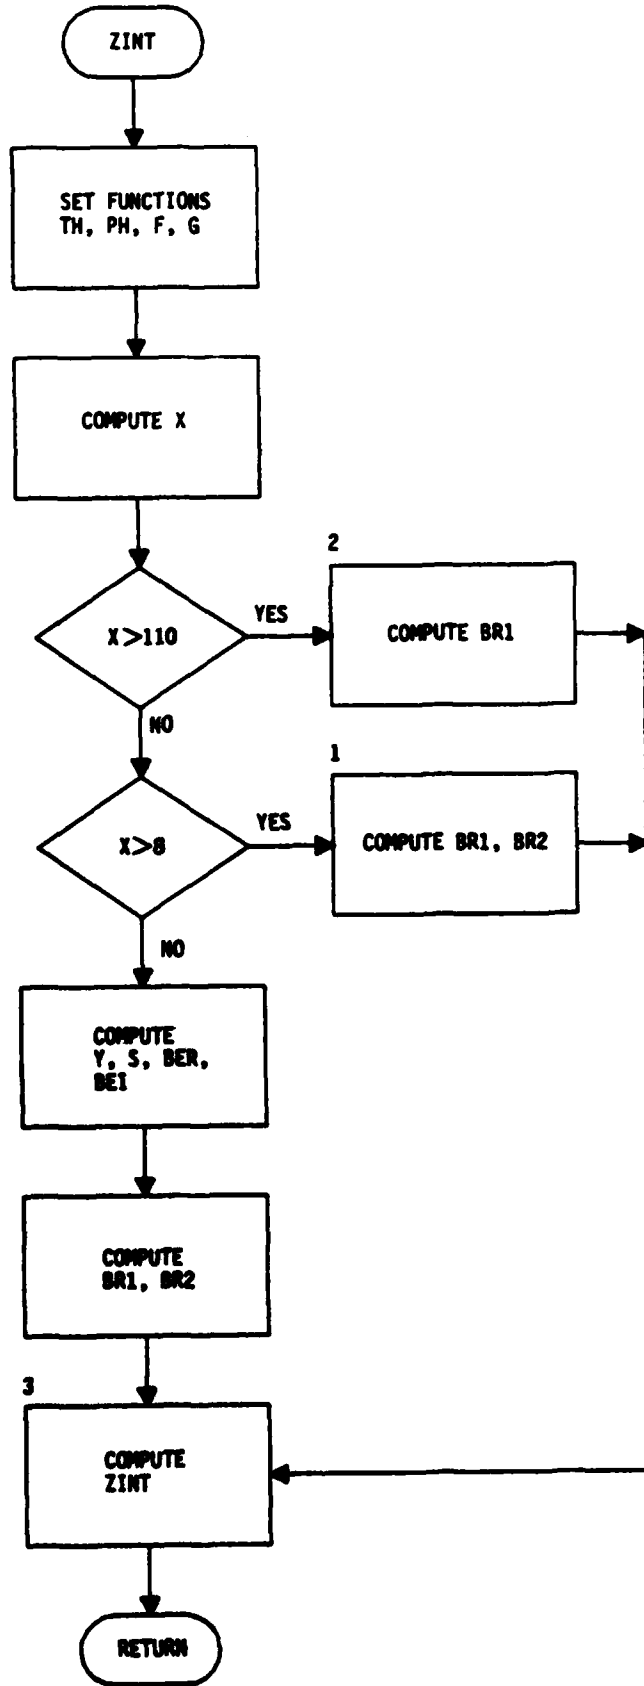 ZINT
SET FUNCTIONS
TH, PH, F, G
COMPUTE X
2
X>110
YES
COMPUTE BR1
NO
1
X>8
YES
COMPUTE BR1, BR2
NO
COMPUTE
Y, S, BER,
BEI
COMPUTE
BR1, BR2
3
COMPUTE
ZINT
RETURN